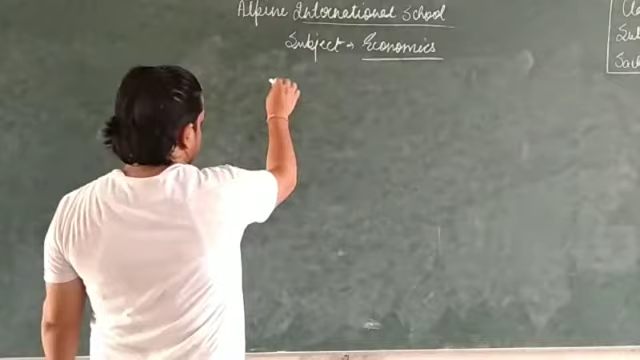 Alpine International School
Subject → Economics